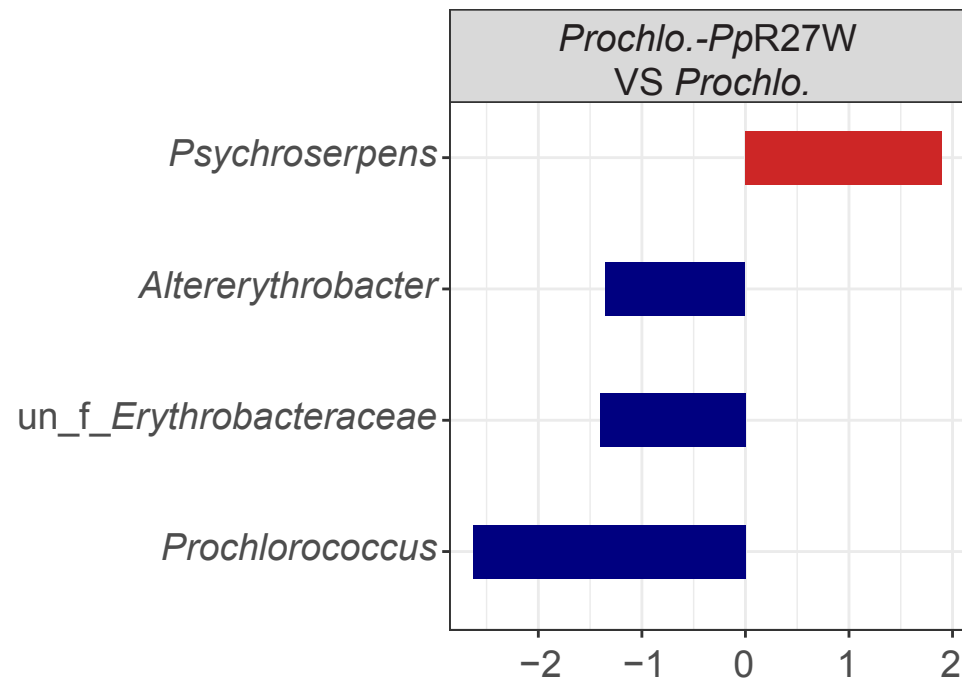 Prochlo.-PpR27W
VS Prochlo.
Psychroserpens
Altererythrobacter
un_f_Erythrobacteraceae
Prochlorococcus
−2 −1 0 1 2